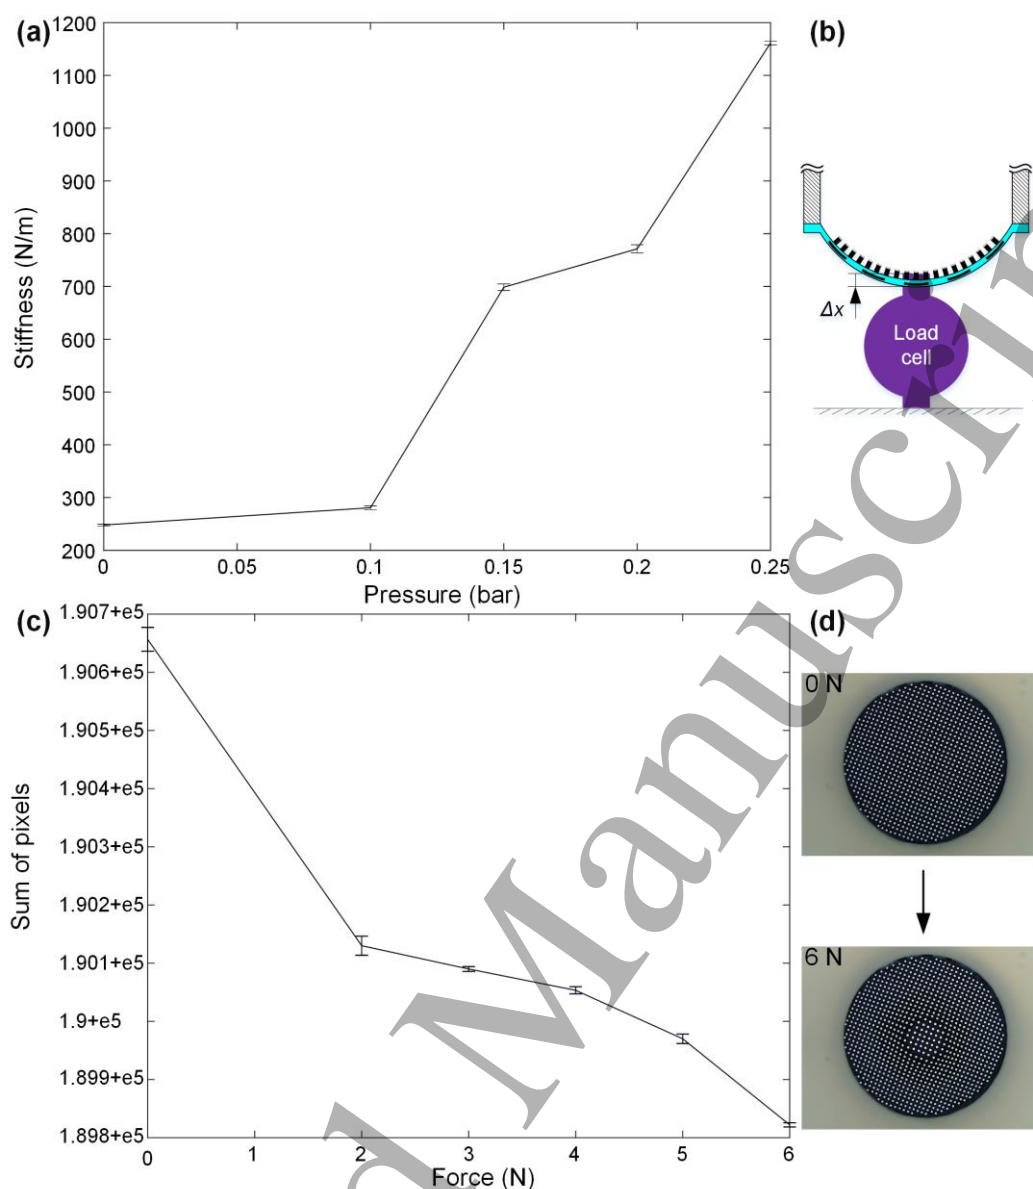 (a)
1200
1100
1000
900
800
700
600
500
400
300
200
Stiffness (N/m)
0 0.05 0.1 0.15 0.2 0.25
Pressure (bar)
(b)
Δx
Load
cell
(c)
1.907+e5
1.906+e5
1.905+e5
1.904+e5
1.903+e5
1.902+e5
1.901+e5
1.9+e5
1.899+e5
1.898+e5
Sum of pixels
0 1 2 3 4 5 6
Force (N)
(d)
0 N
6 N
d Manuscrip